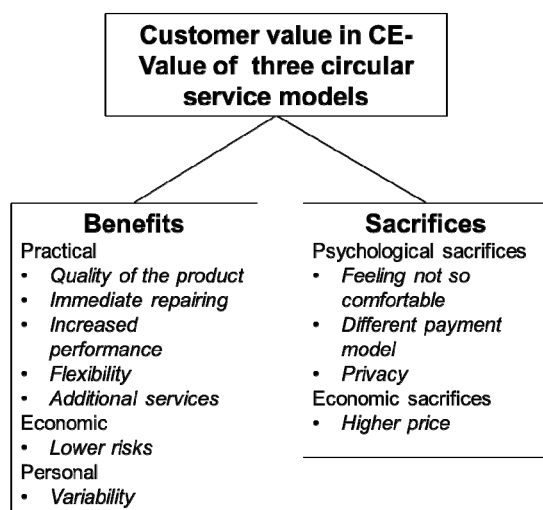 Customer value in CE-
Value of three circular
service models
Benefits
Practical
• Quality of the product
• Immediate repairing
• Increased
performance
• Flexibility
• Additional services
Economic
• Lower risks
Personal
• Variability
Sacrifices
Psychological sacrifices
• Feeling not so
comfortable
• Different payment
model
• Privacy
Economic sacrifices
• Higher price